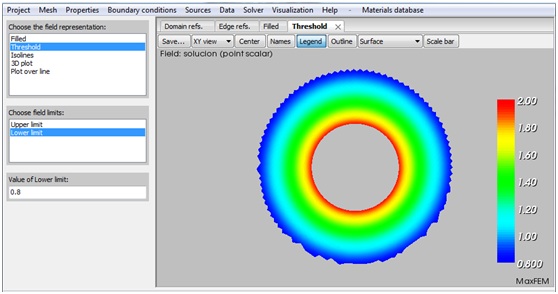 Project Mesh Properties Boundary conditions Sources Data Solver Visualization Help - Materials database
Choose the field representation:
Filled
Threshold
Isolines
3D plot
Plot over line
Choose field limits:
Upper limit
Lower limit
Value of Lower limit:
0.8
Domain refs. Edge refs. Filled Threshold
Save... XY view Center Names Legend Outline Surface Scale bar
Field: solucion (point scalar)
2.00
1.80
1.60
1.40
1.20
1.00
0.800
MaxFEM